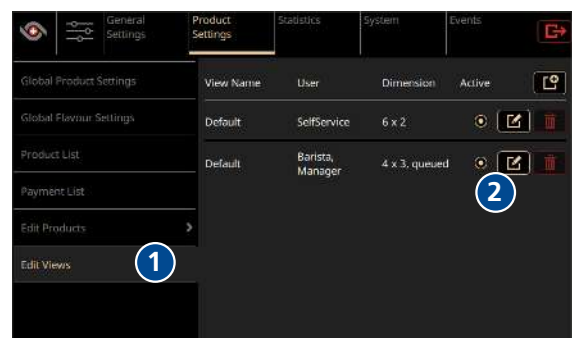 General Settings
Product Settings
Statistics
System
Events
Global Product Settings
Global Flavour Settings
Product List
Payment List
Edit Products
Edit Views
View Name User Dimension Active
Default SelfService 6 x 2
Default Barista, Manager 4 x 3, queued
1
2